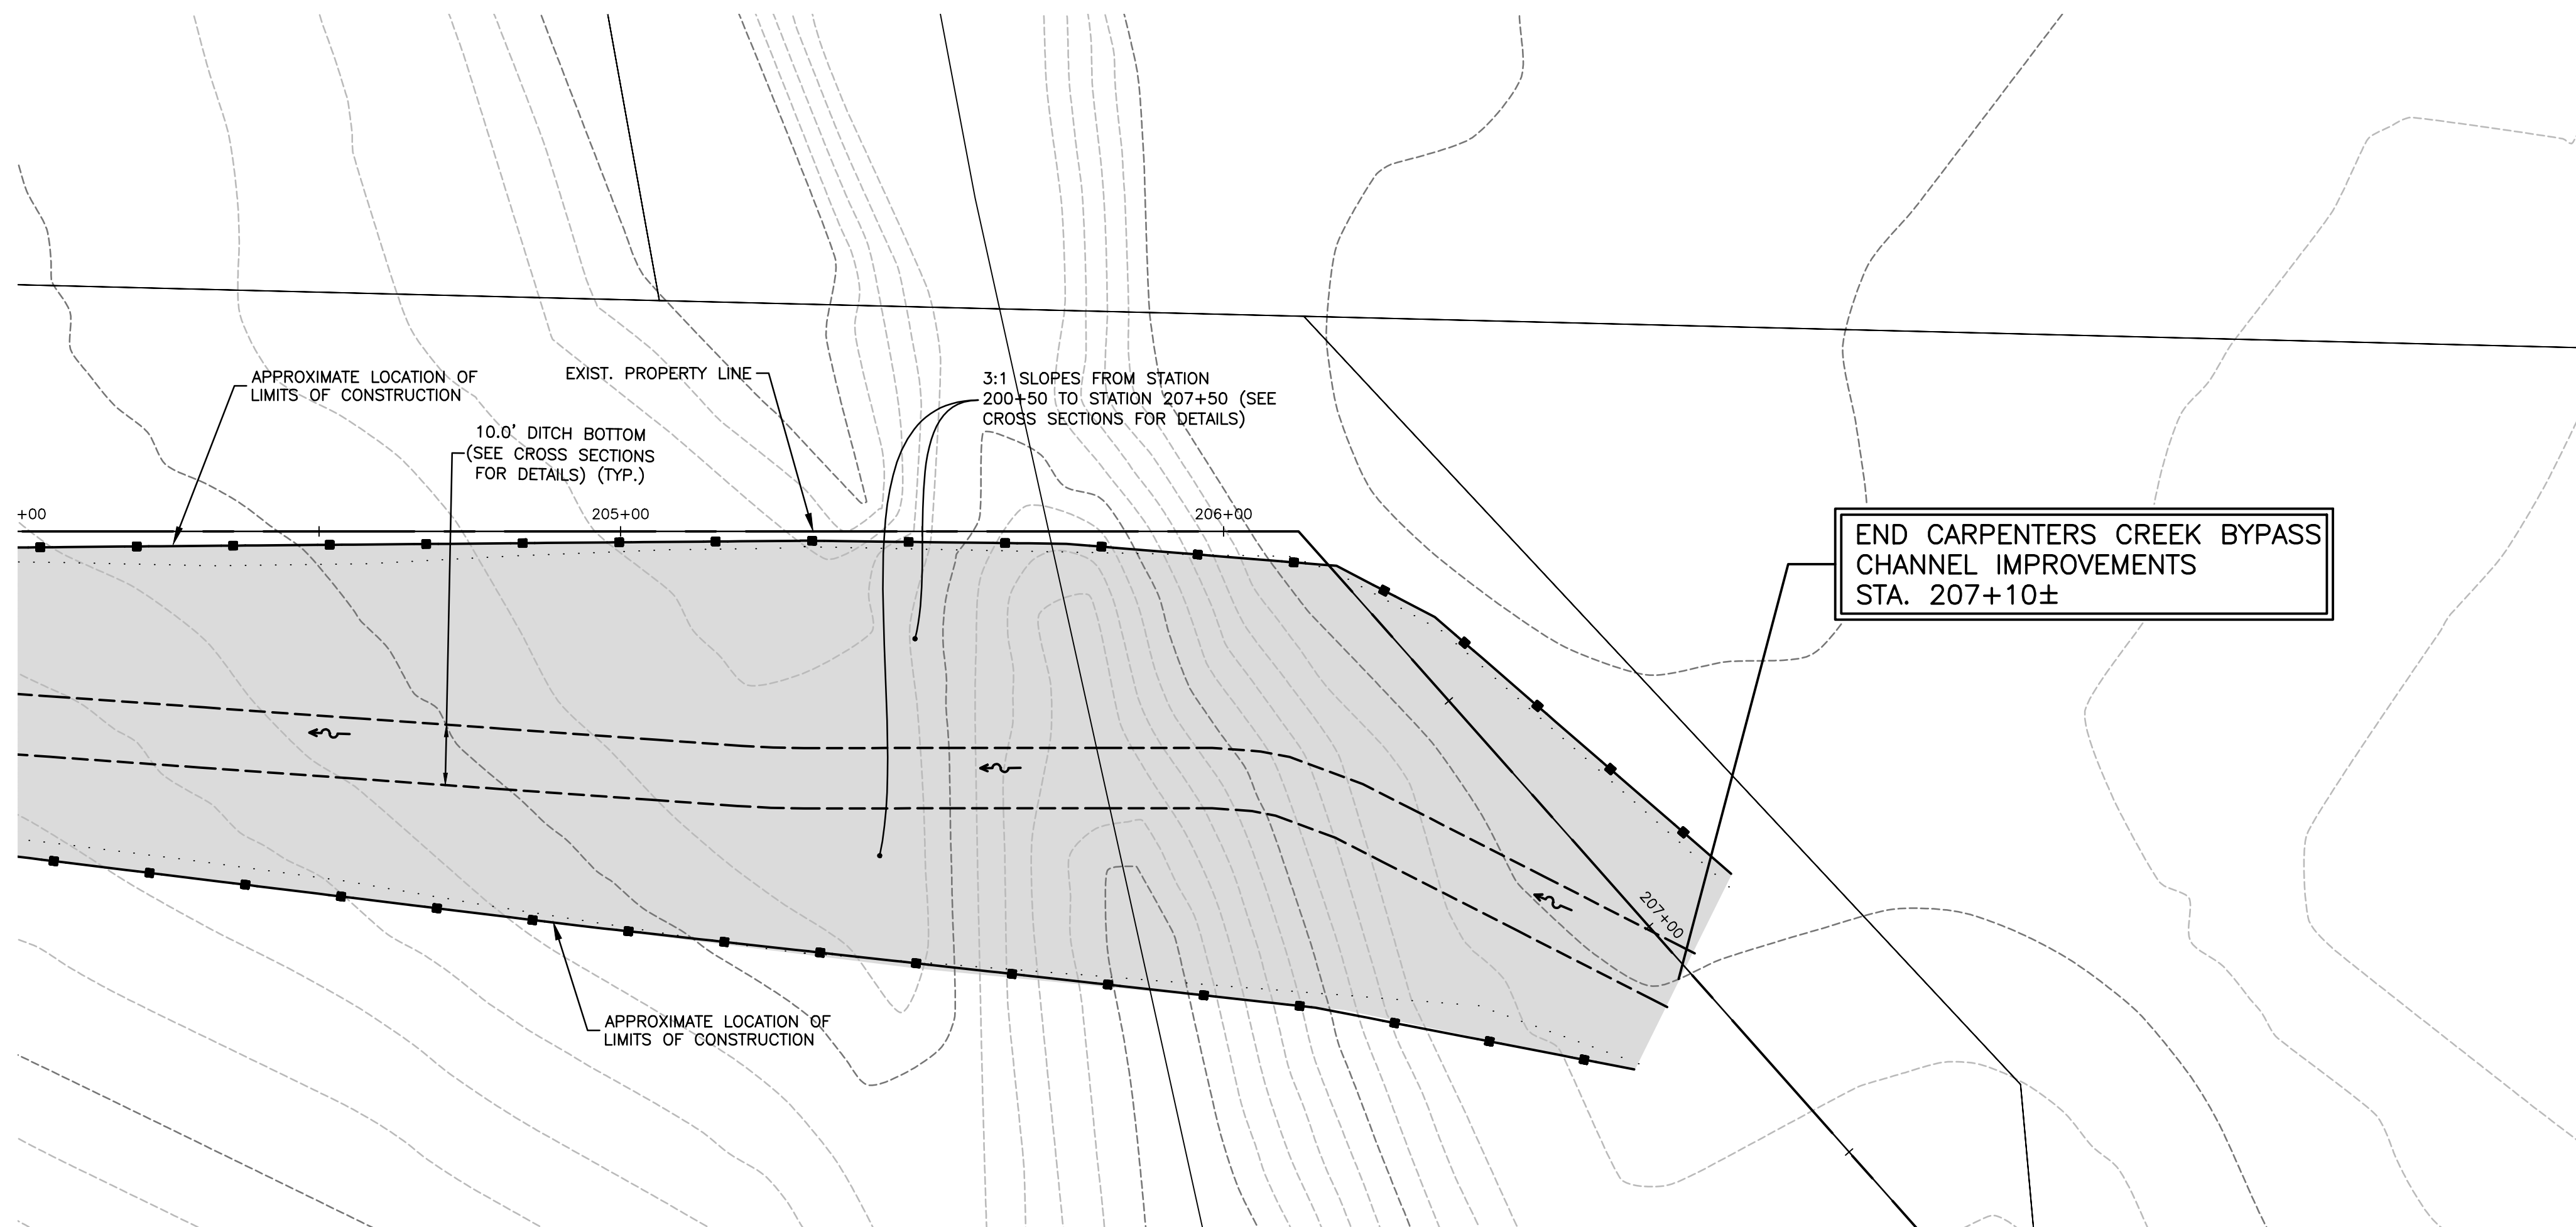 APPROXIMATE LOCATION OF
LIMITS OF CONSTRUCTION
EXIST. PROPERTY LINE
3:1 SLOPES FROM STATION
200+50 TO STATION 207+50 (SEE
CROSS SECTIONS FOR DETAILS)
10.0' DITCH BOTTOM
(SEE CROSS SECTIONS
FOR DETAILS) (TYP.)
+00
205+00
206+00
END CARPENTERS CREEK BYPASS
CHANNEL IMPROVEMENTS
STA. 207+10±
207+00
APPROXIMATE LOCATION OF
LIMITS OF CONSTRUCTION